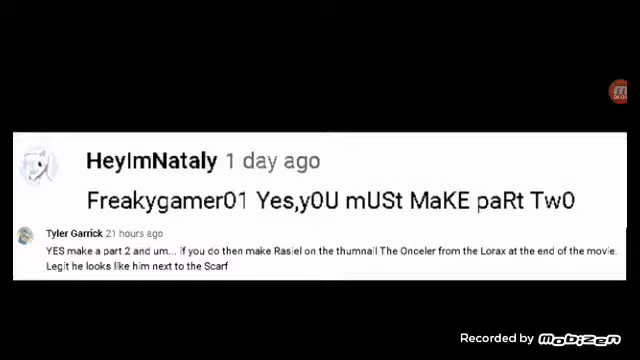 HeyImNataly 1 day ago
Freakygamer01 Yes,y0U mUSt MaKE paRt Tw0
Tyler Garrick 21 hours ago
YES make a part 2 and um... if you do then make Rasiel on the thumnail The Onceler from the Lorax at the end of the movie.
Legit he looks like him next to the Scarf
Recorded by Mobizen